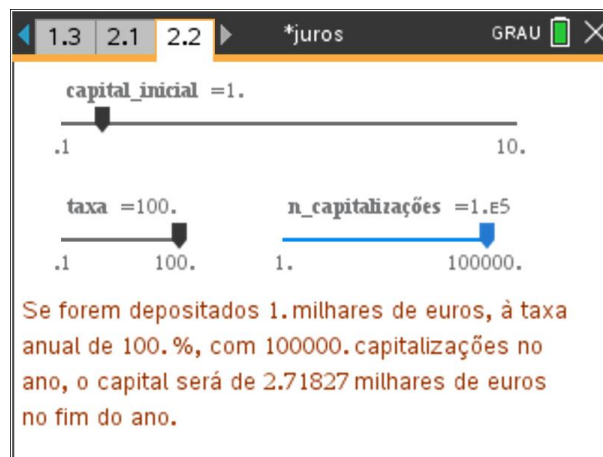 1.3 2.1 2.2 *juros GRAU
capital_inicial =1.
.1 10.
taxa =100. n_capitalizações =1.E5
.1 100. 1. 100000.
Se forem depositados 1. milhares de euros, à taxa
anual de 100. %, com 100000. capitalizações no
ano, o capital será de 2.71827 milhares de euros
no fim do ano.